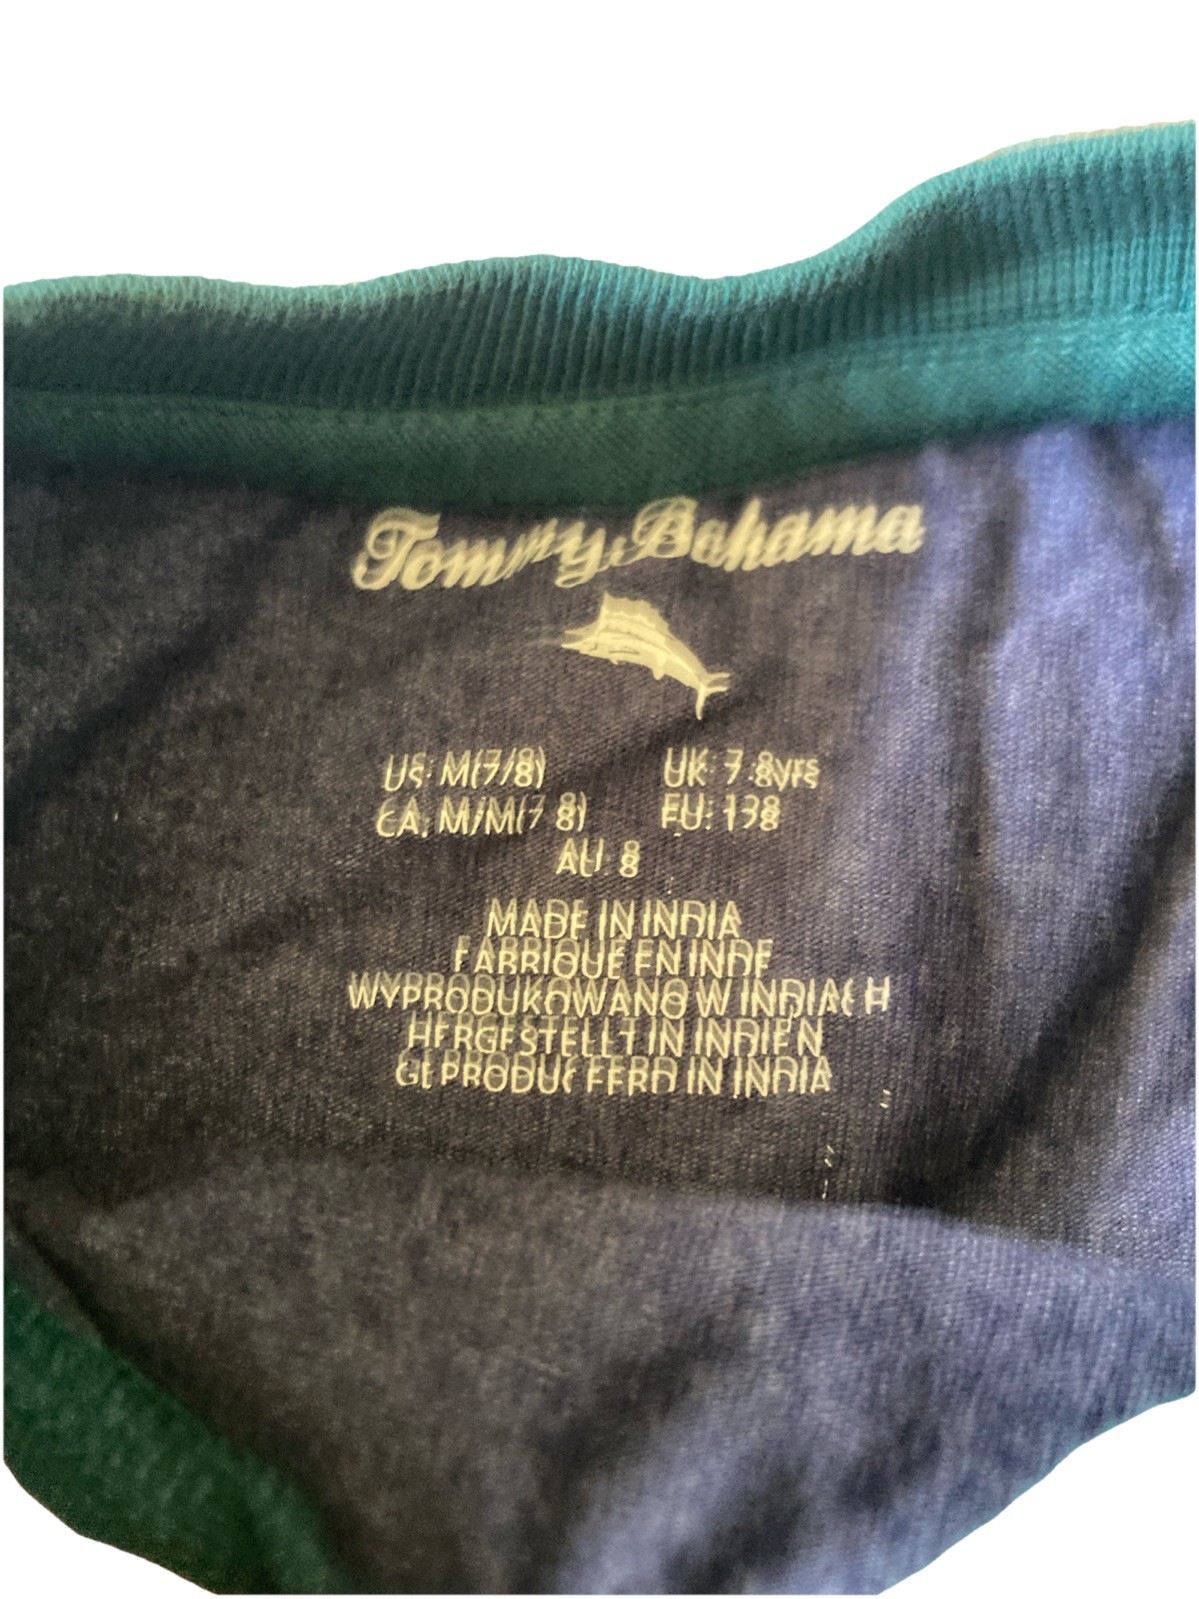 Tommy Bahama
US: M(7/8) UK: 7-8yrs
CA: M/M(7-8) EU: 128
AU: 8
MADE IN INDIA
FABRIQUÉ EN INDE
WYPRODUKOWANO W INDIACH
HERGESTELLT IN INDIEN
GEPRODUCEERD IN INDIA